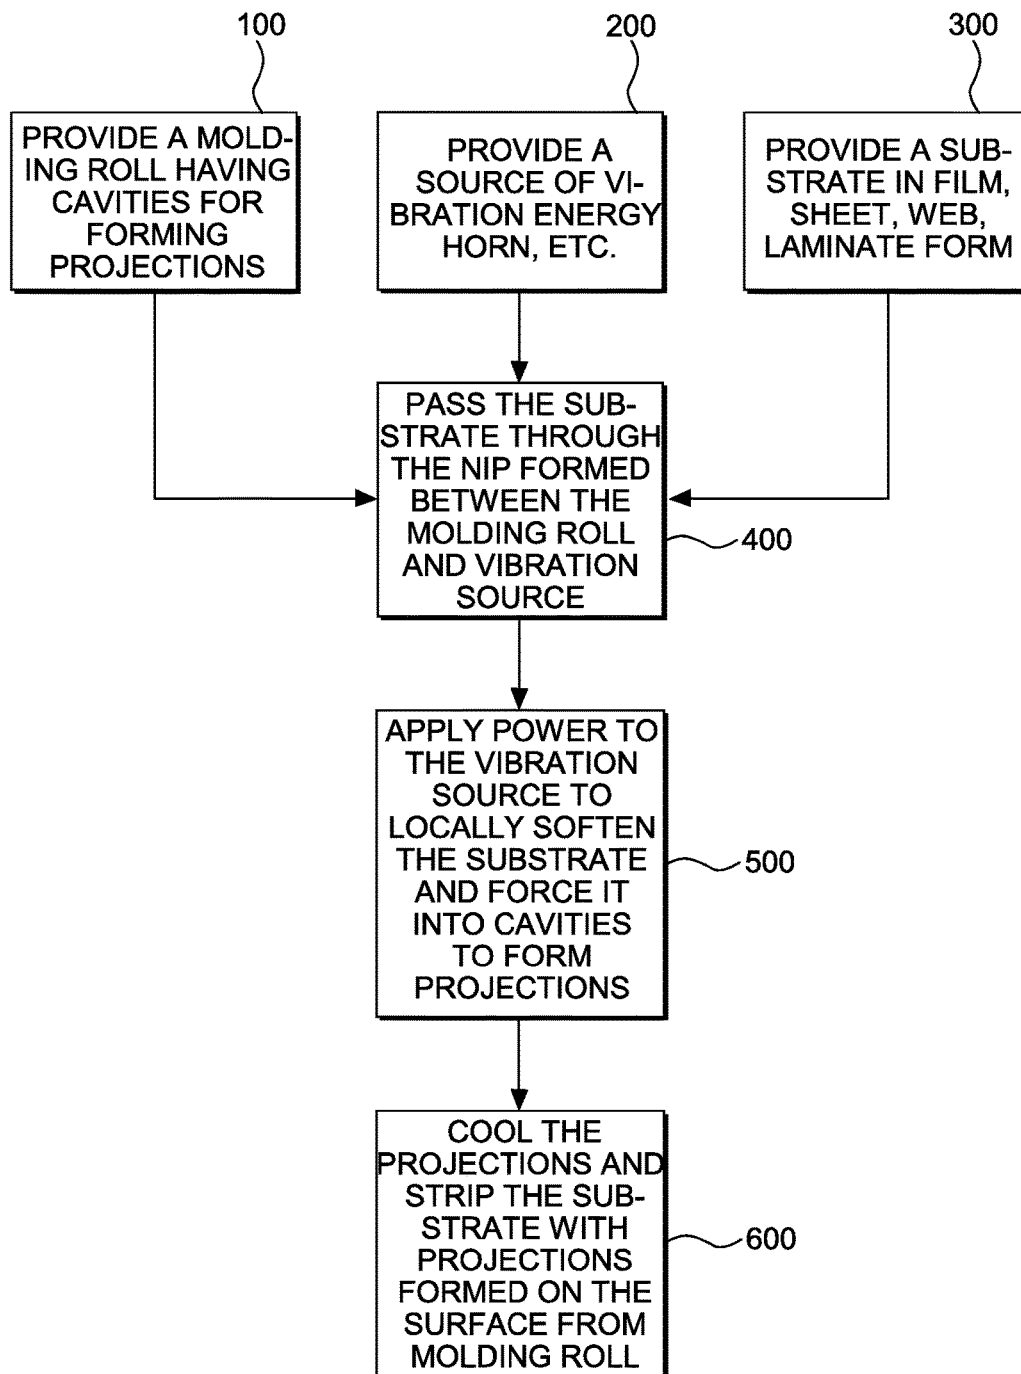 100
PROVIDE A MOLD-
ING ROLL HAVING
CAVITIES FOR
FORMING
PROJECTIONS
200
PROVIDE A
SOURCE OF VI-
BRATION ENERGY
HORN, ETC.
300
PROVIDE A SUB-
STRATE IN FILM,
SHEET, WEB,
LAMINATE FORM
PASS THE SUB-
STRATE THROUGH
THE NIP FORMED
BETWEEN THE
MOLDING ROLL
AND VIBRATION
SOURCE
400
APPLY POWER TO
THE VIBRATION
SOURCE TO
LOCALLY SOFTEN
THE SUBSTRATE
AND FORCE IT
INTO CAVITIES
TO FORM
PROJECTIONS
500
COOL THE
PROJECTIONS AND
STRIP THE SUB-
STRATE WITH
PROJECTIONS
FORMED ON THE
SURFACE FROM
MOLDING ROLL
600